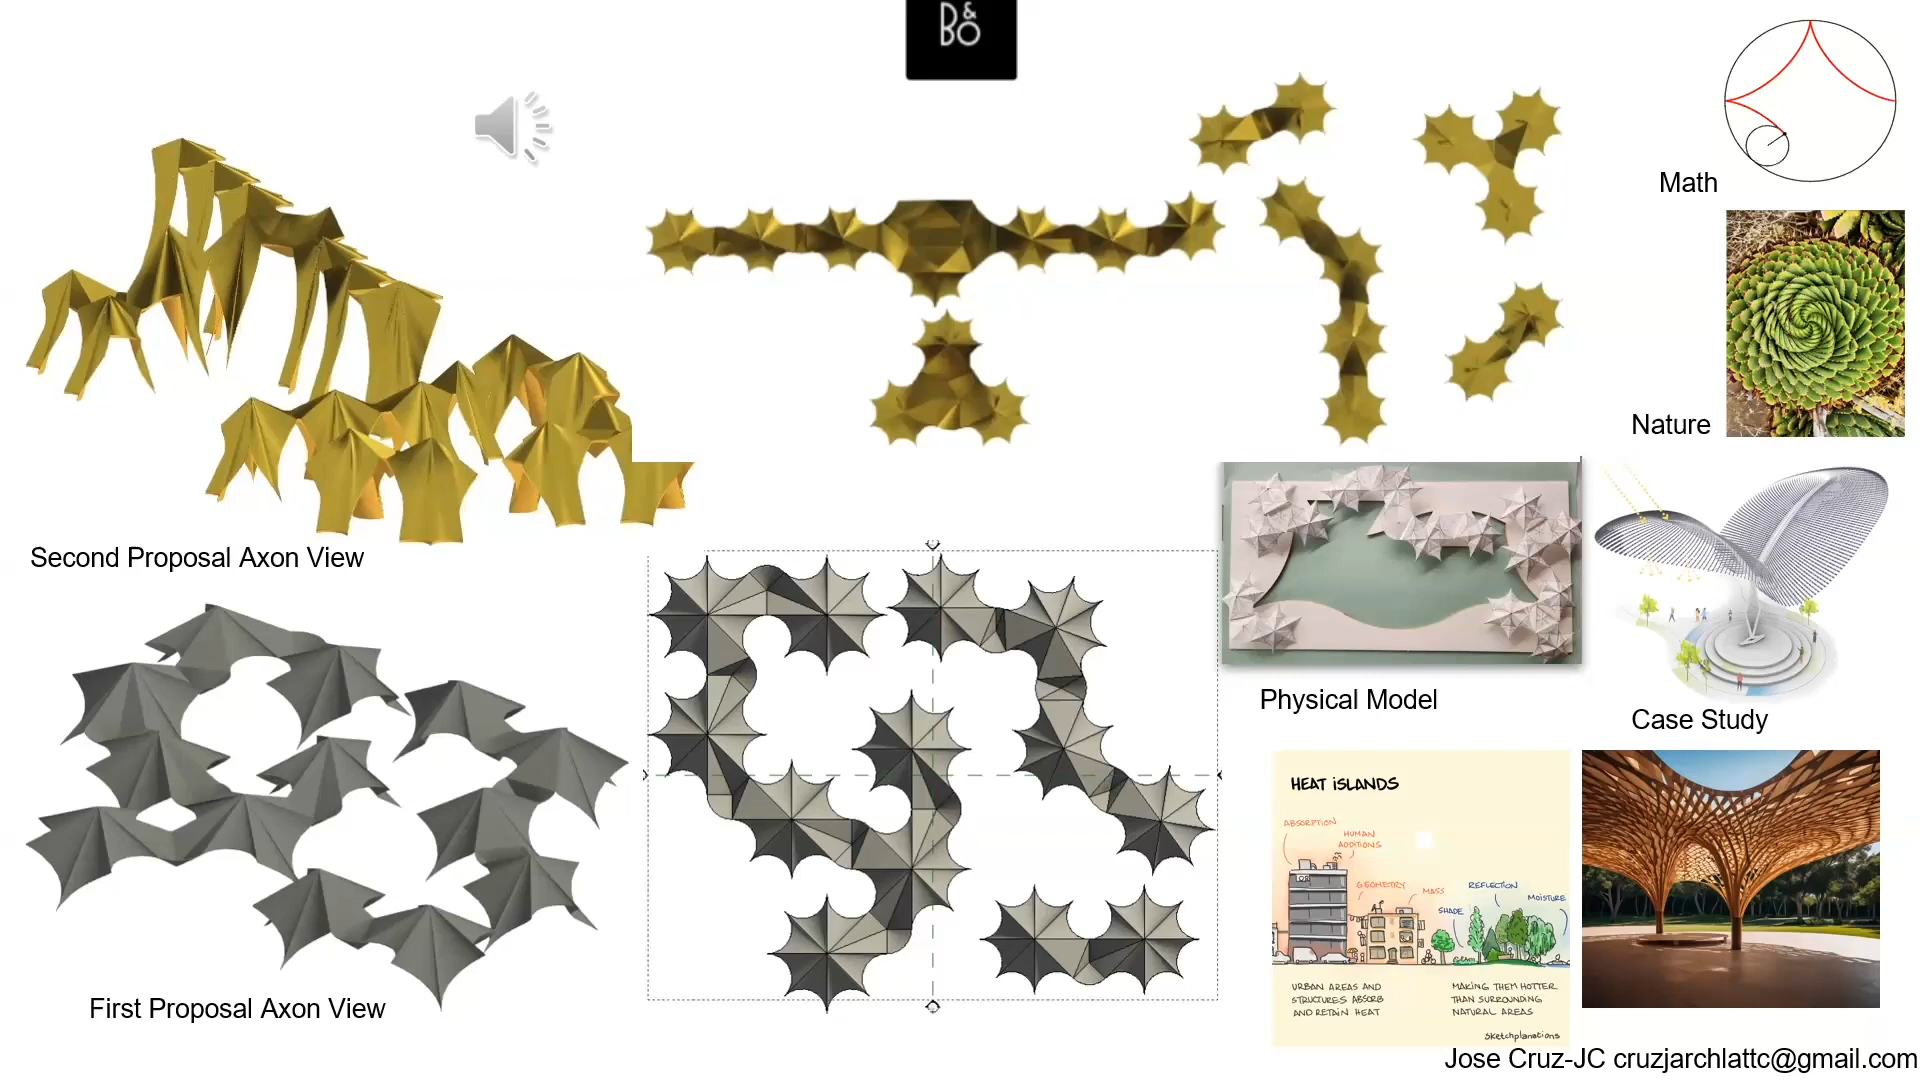 B&O
Math
Nature
Second Proposal Axon View
Physical Model
Case Study
HEAT iSLANDS
ABSORPTION
HUMAN
ADDITIONS
GEOMETRY
MASS
REFLECTION
SHADE
MOISTURE
URBAN AREAS AND
STRUCTURES ABSORB
AND RETAIN HEAT
MAKING THEM HOTTER
THAN SURROUNDING
NATURAL AREAS
sketchplanations
First Proposal Axon View
Jose Cruz-JC cruzjarchlattc@gmail.com